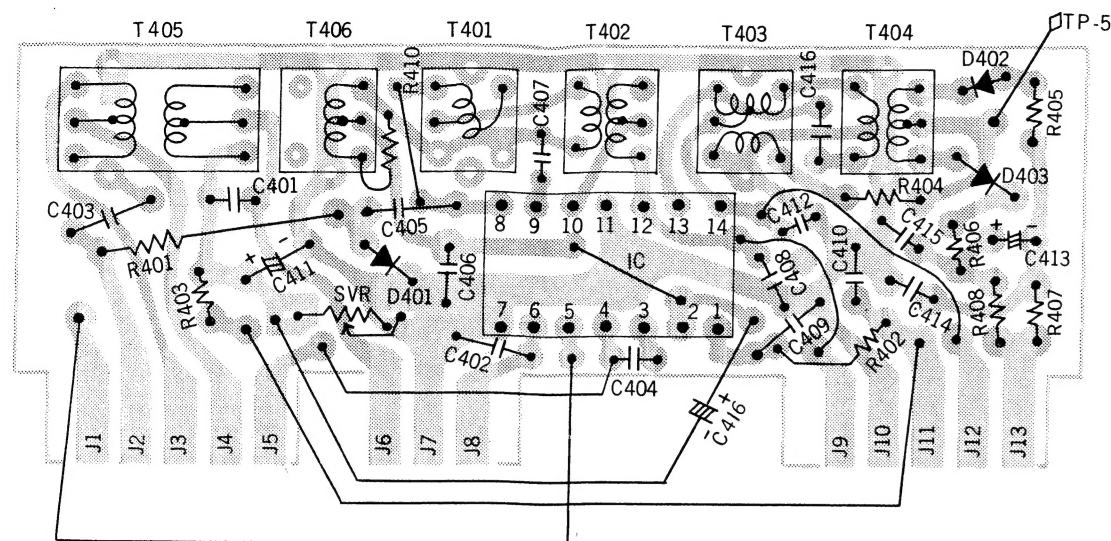 T405 T406 T401 T402 T403 T404 TP-5
R410 C407 C416 D402 R405
C401 C403 C405 R404 D403
8 9 10 11 12 13 14
C412 C415 R406 C413
R401 C411 C406 IC C408 C410
R403 SVR D401 C414 R408 R407
7 6 5 4 3 2 1
C402 C404 C409 R402
+ - + -
+
- C416
J1 J2 J3 J4 J5 J6 J7 J8 J9 J10 J11 J12 J13